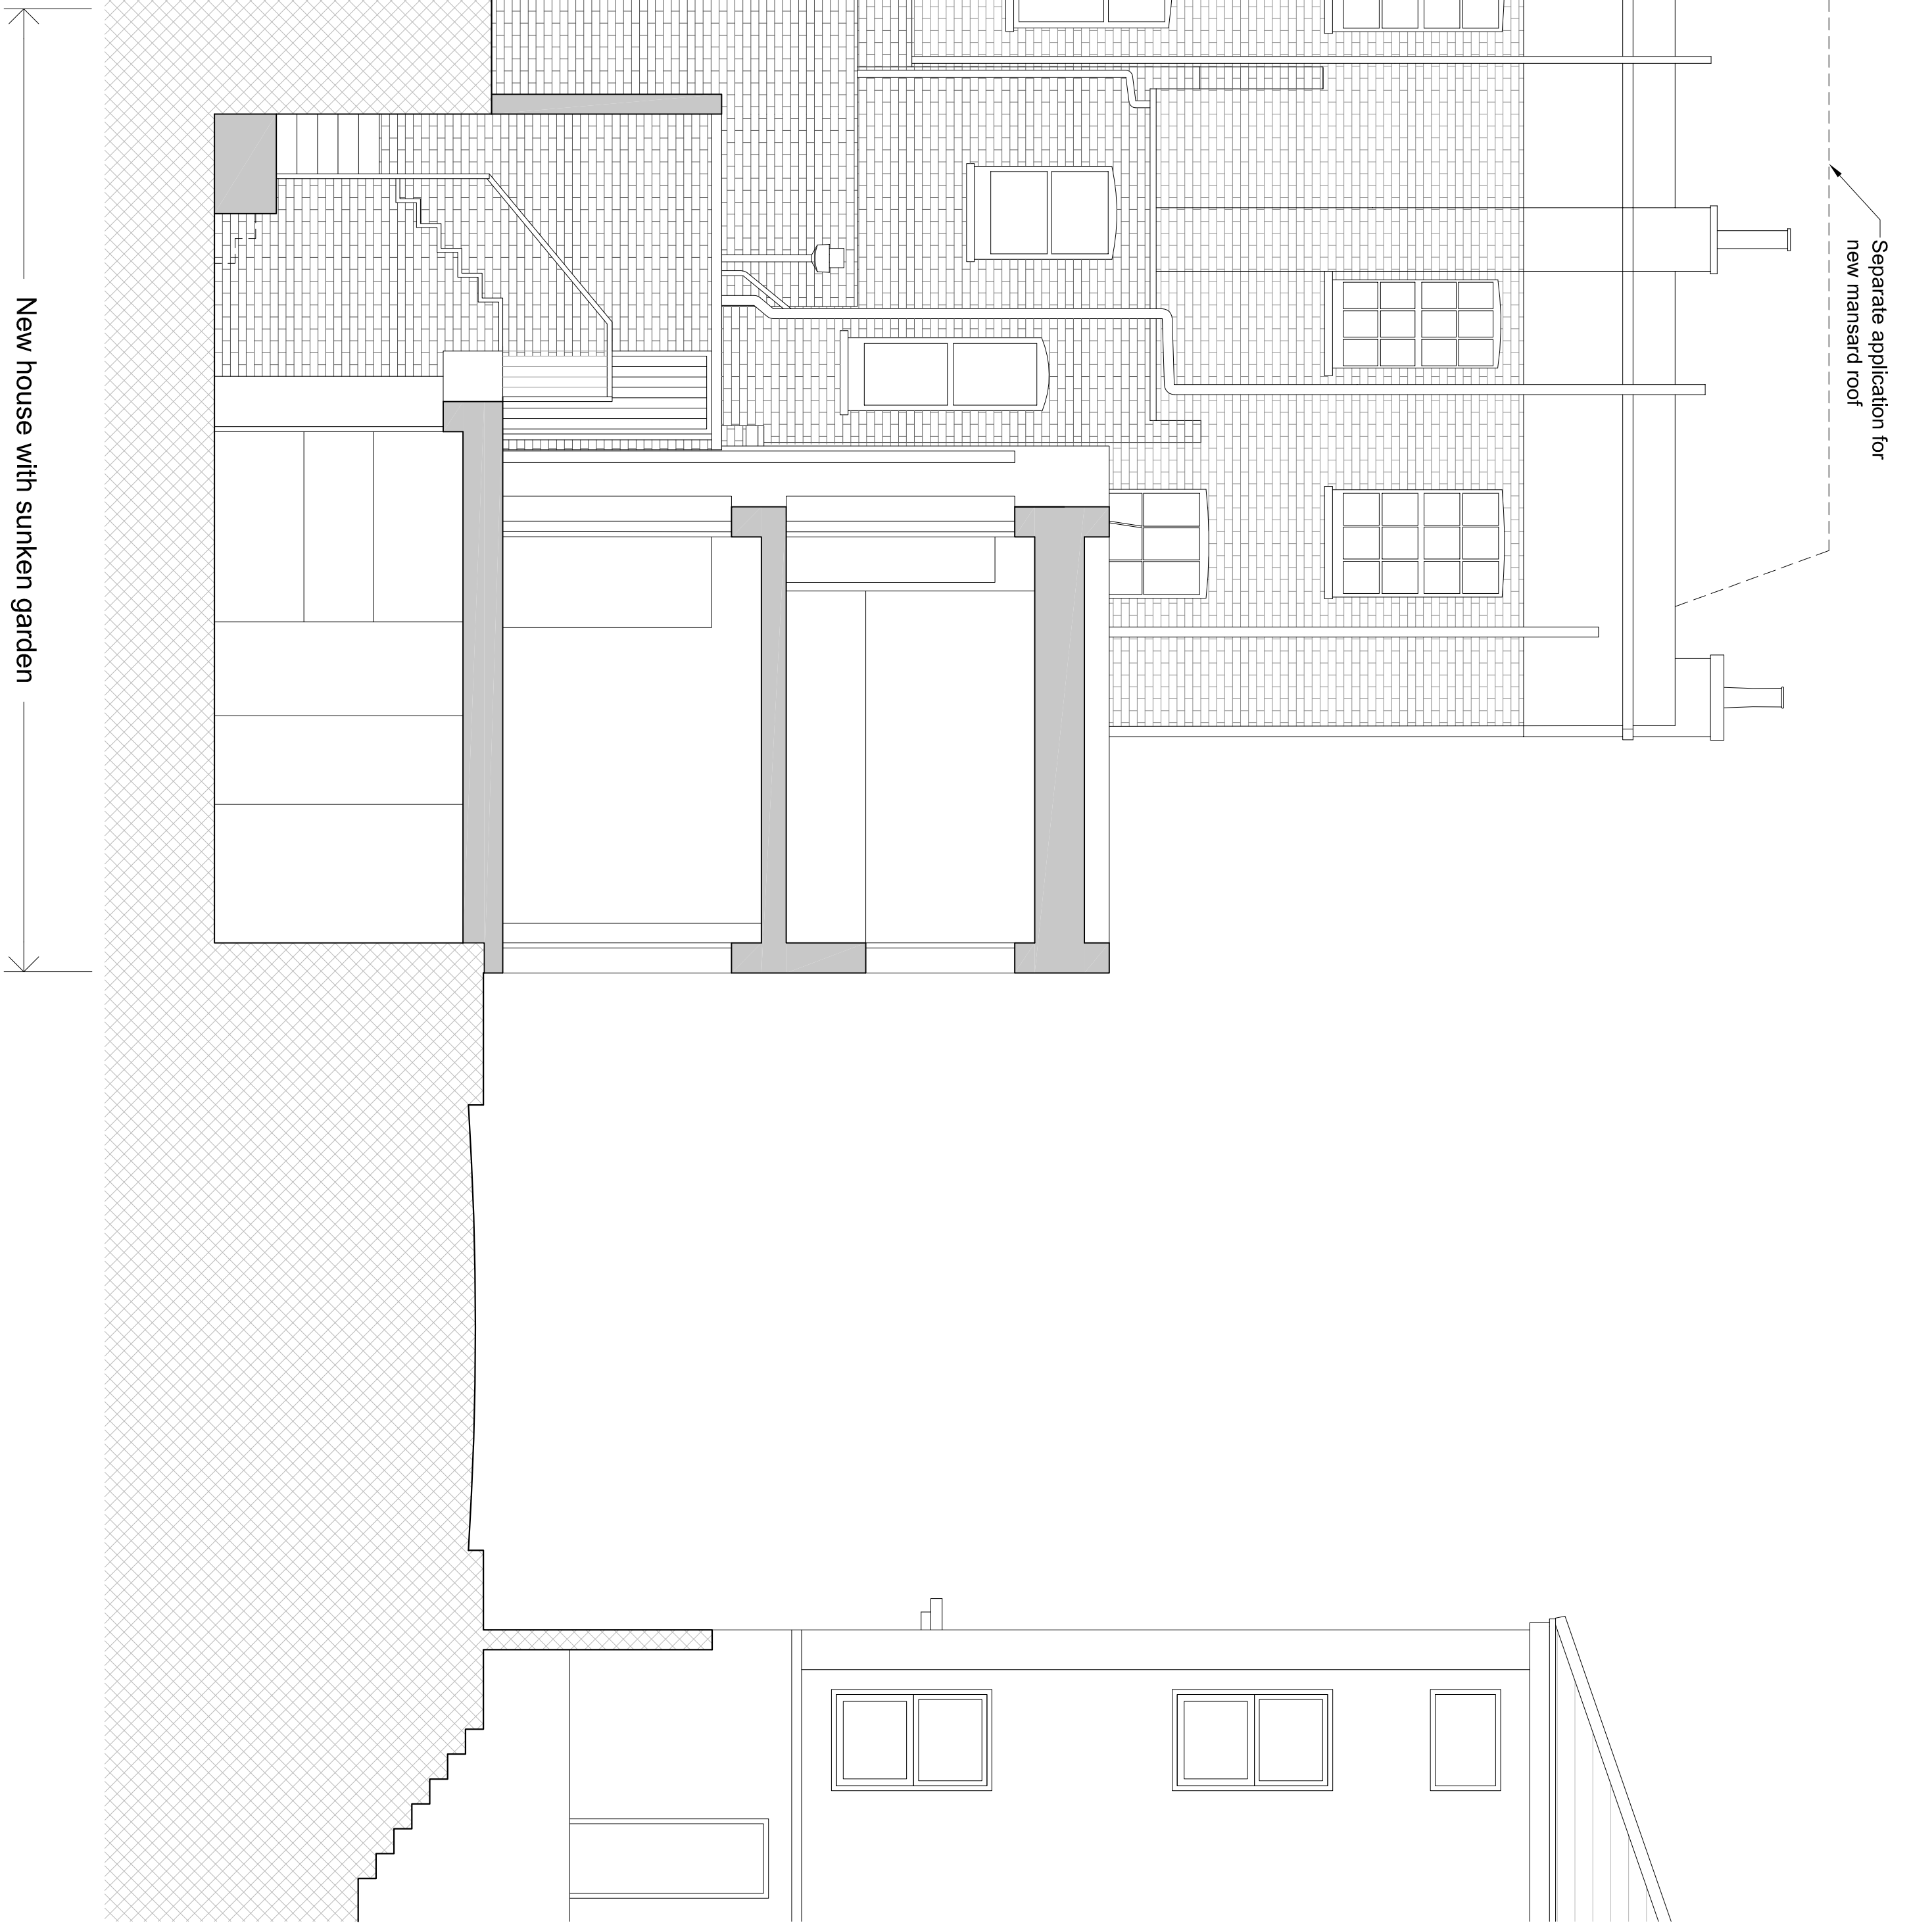 Separate application for
new mansard roof
New house with sunken garden